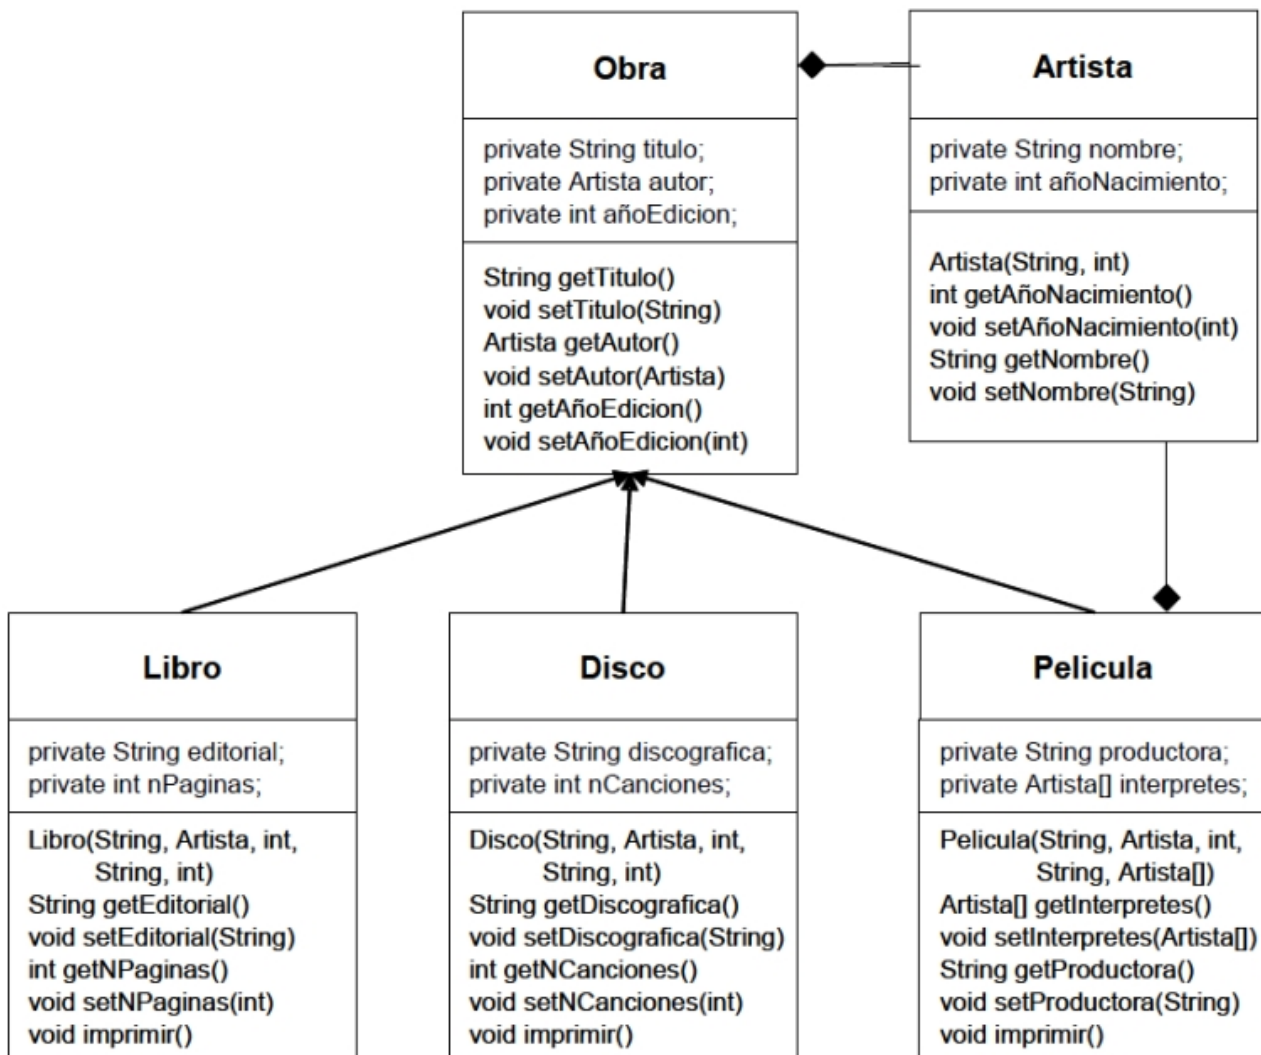 Obra
private String titulo;
private Artista autor;
private int añoEdicion;
String getTitulo()
void setTitulo(String)
Artista getAutor()
void setAutor(Artista)
int getAñoEdicion()
void setAñoEdicion(int)
Artista
private String nombre;
private int añoNacimiento;
Artista(String, int)
int getAñoNacimiento()
void setAñoNacimiento(int)
String getNombre()
void setNombre(String)
Libro
private String editorial;
private int nPaginas;
Libro(String, Artista, int,
String, int)
String getEditorial()
void setEditorial(String)
int getNPaginas()
void setNPaginas(int)
void imprimir()
Disco
private String discografica;
private int nCanciones;
Disco(String, Artista, int,
String, int)
String getDiscografica()
void setDiscografica(String)
int getNCanciones()
void setNCanciones(int)
void imprimir()
Pelicula
private String productora;
private Artista[] interpretes;
Pelicula(String, Artista, int,
String, Artista[])
Artista[] getInterpretes()
void setInterpretes(Artista[])
String getProductora()
void setProductora(String)
void imprimir()